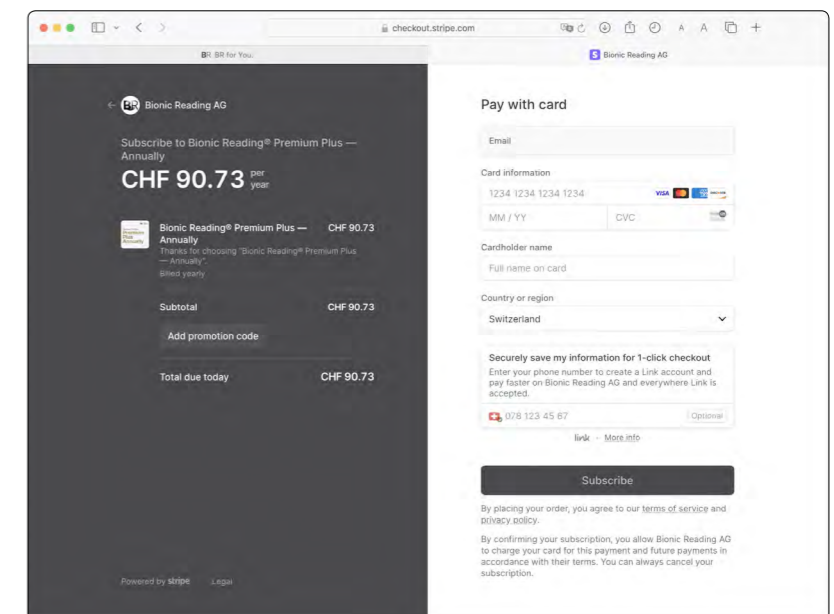 checkout.stripe.com
BR BR for You.
S Bionic Reading AG
BR Bionic Reading AG
Subscribe to Bionic Reading® Premium Plus —
Annually
CHF 90.73 per
year
Premium
Plus
Annually
Bionic Reading® Premium Plus — CHF 90.73
Annually
Thanks for choosing "Bionic Reading® Premium Plus
— Annually".
Billed yearly
Subtotal CHF 90.73
Add promotion code
Total due today CHF 90.73
Powered by stripe Legal
Pay with card
Email
Card information
1234 1234 1234 1234 VISA
MM / YY CVC
Cardholder name
Full name on card
Country or region
Switzerland
Securely save my information for 1-click checkout
Enter your phone number to create a Link account and
pay faster on Bionic Reading AG and everywhere Link is
accepted.
078 123 45 67 Optional
link · More info
Subscribe
By placing your order, you agree to our terms of service and
privacy policy.
By confirming your subscription, you allow Bionic Reading AG
to charge your card for this payment and future payments in
accordance with their terms. You can always cancel your
subscription.